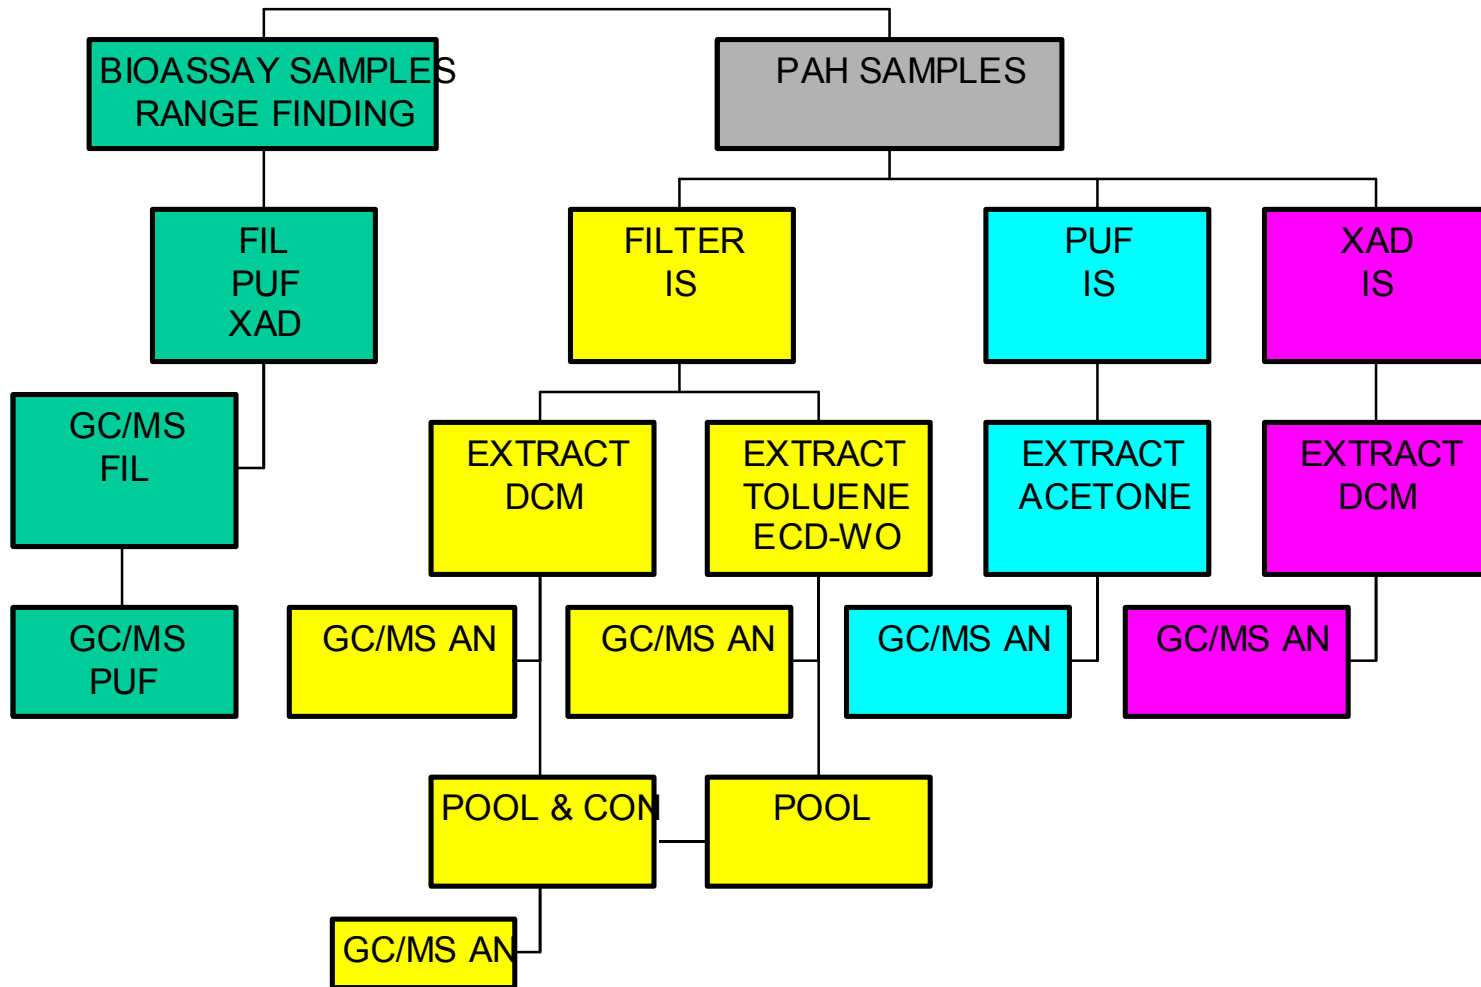 BIOASSAY SAMPLES
RANGE FINDING
PAH SAMPLES
FIL
PUF
XAD
FILTER
IS
PUF
IS
XAD
IS
GC/MS
FIL
EXTRACT
DCM
EXTRACT
TOLUENE
ECD-WO
EXTRACT
ACETONE
EXTRACT
DCM
GC/MS
PUF
GC/MS AN
GC/MS AN
GC/MS AN
GC/MS AN
POOL & CON
POOL
GC/MS AN